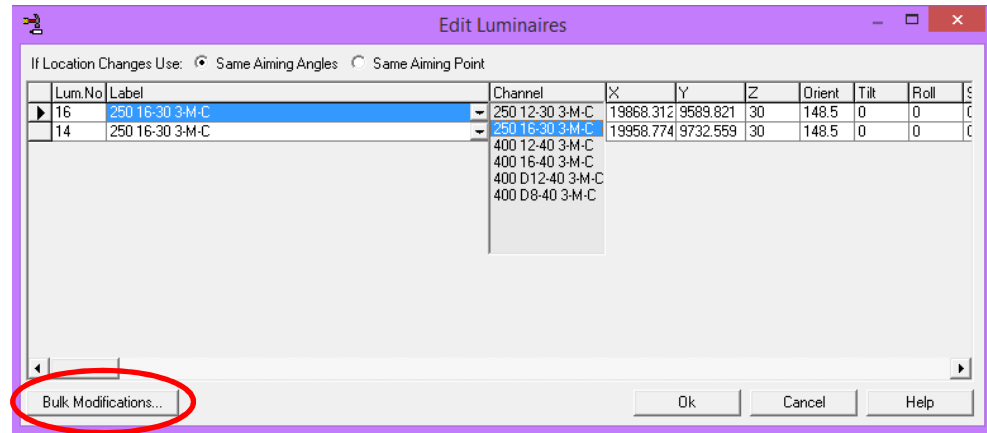 Edit Luminaires
If Location Changes Use: Same Aiming Angles Same Aiming Point
Lum.No Label Channel X Y Z Orient Tilt Roll
16 250 16-30 3-M-C 250 12-30 3-M-C 19868.312 9589.821 30 148.5 0 0
14 250 16-30 3-M-C 250 16-30 3-M-C 19958.774 9732.559 30 148.5 0 0
400 12-40 3-M-C
400 16-40 3-M-C
400 D12-40 3-M-C
400 D8-40 3-M-C
Bulk Modifications... Ok Cancel Help